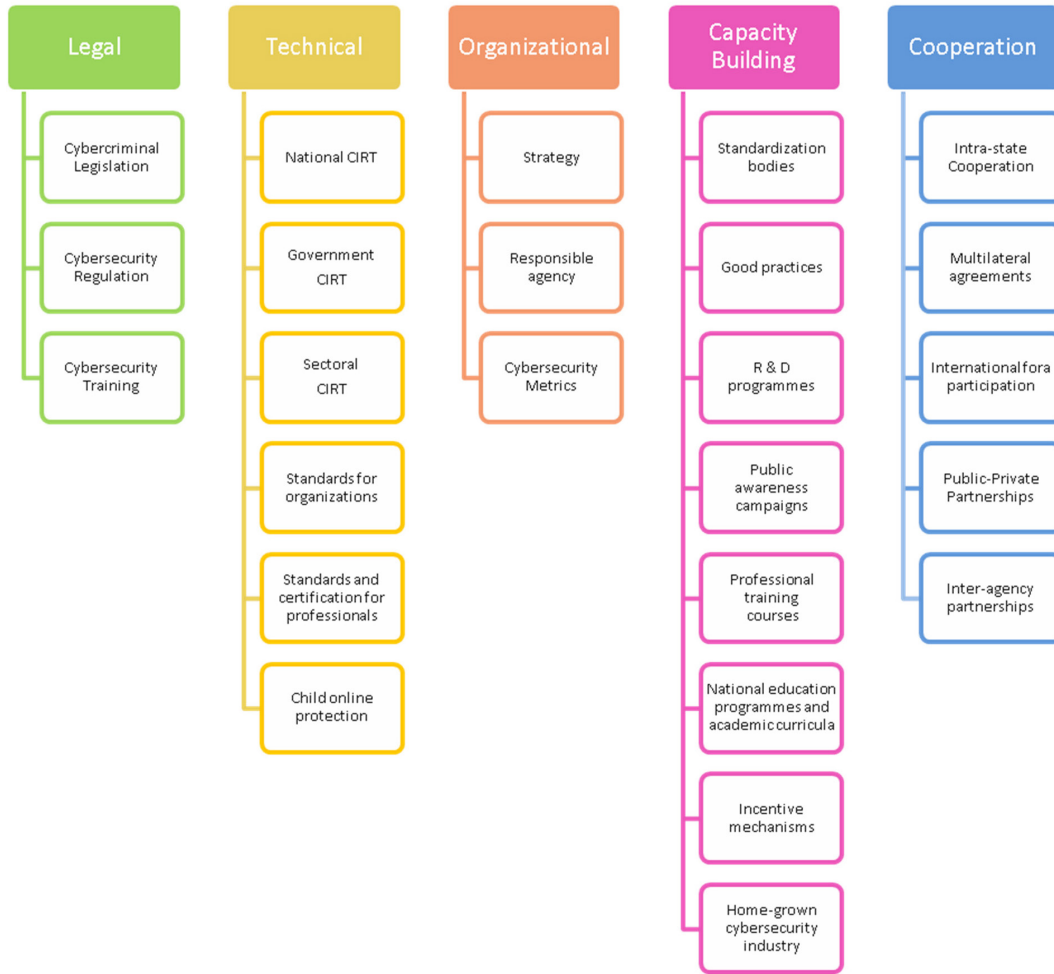 Legal
Cybercriminal
Legislation
Cybersecurity
Regulation
Cybersecurity
Training
Technical
National CIRT
Government
CIRT
Sectoral
CIRT
Standards for
organizations
Standards and
certification for
professionals
Child online
protection
Organizational
Strategy
Responsible
agency
Cybersecurity
Metrics
Capacity
Building
Standardization
bodies
Good practices
R & D
programmes
Public
awareness
campaigns
Professional
training
courses
National education
programmes and
academic curricula
Incentive
mechanisms
Home-grown
cybersecurity
industry
Cooperation
Intra-state
Cooperation
Multilateral
agreements
International fora
participation
Public-Private
Partnerships
Inter-agency
partnerships